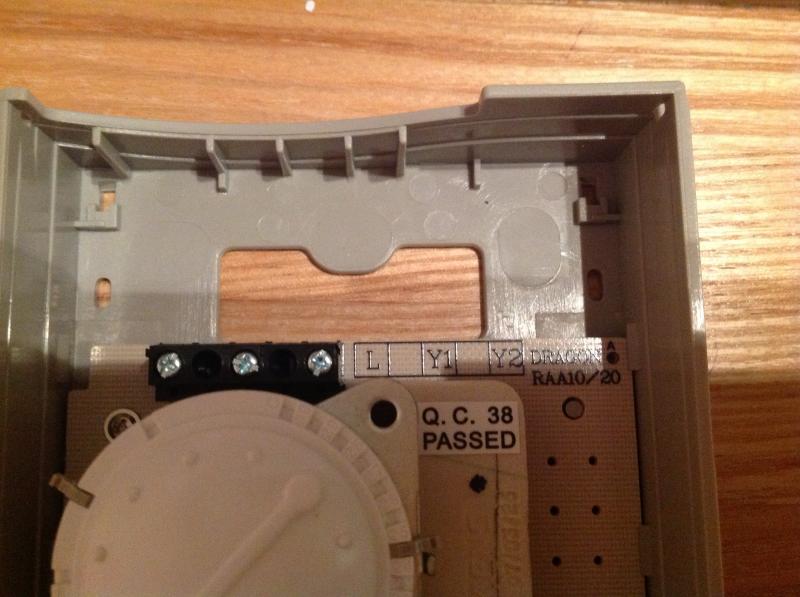 L Y1 Y2 DRAGON A
RAA10/20
Q.C. 38
PASSED